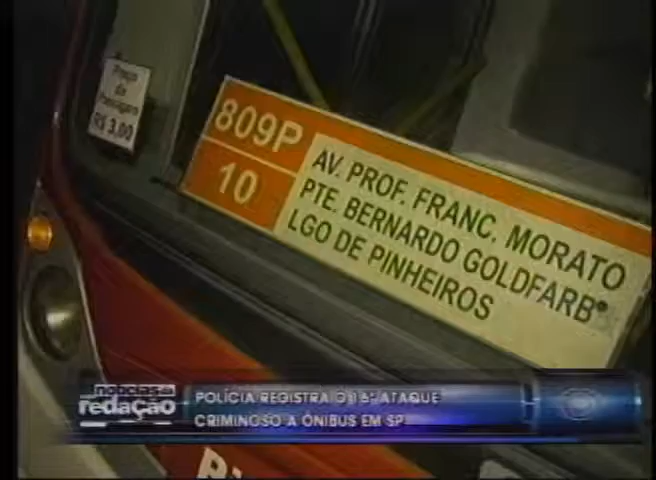 Preço
da
Passagem
R$ 3,00
809P
10
AV. PROF. FRANC. MORATO
PTE. BERNARDO GOLDFARB
LGO DE PINHEIROS
notícias da
redação
POLÍCIA REGISTRA O 16º ATAQUE
CRIMINOSO A ÔNIBUS EM SP